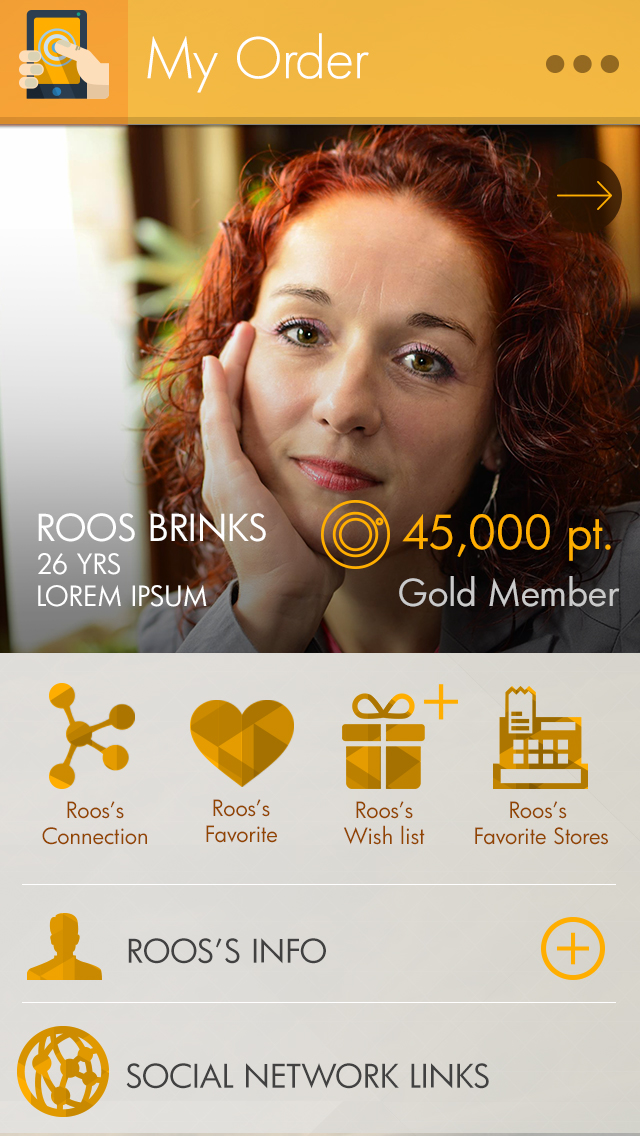 My Order
ROOS BRINKS
26 YRS
LOREM IPSUM
45,000 pt.
Gold Member
Roos's
Connection
Roos's
Favorite
Roos's
Wish list
Roos's
Favorite Stores
ROOS'S INFO
SOCIAL NETWORK LINKS